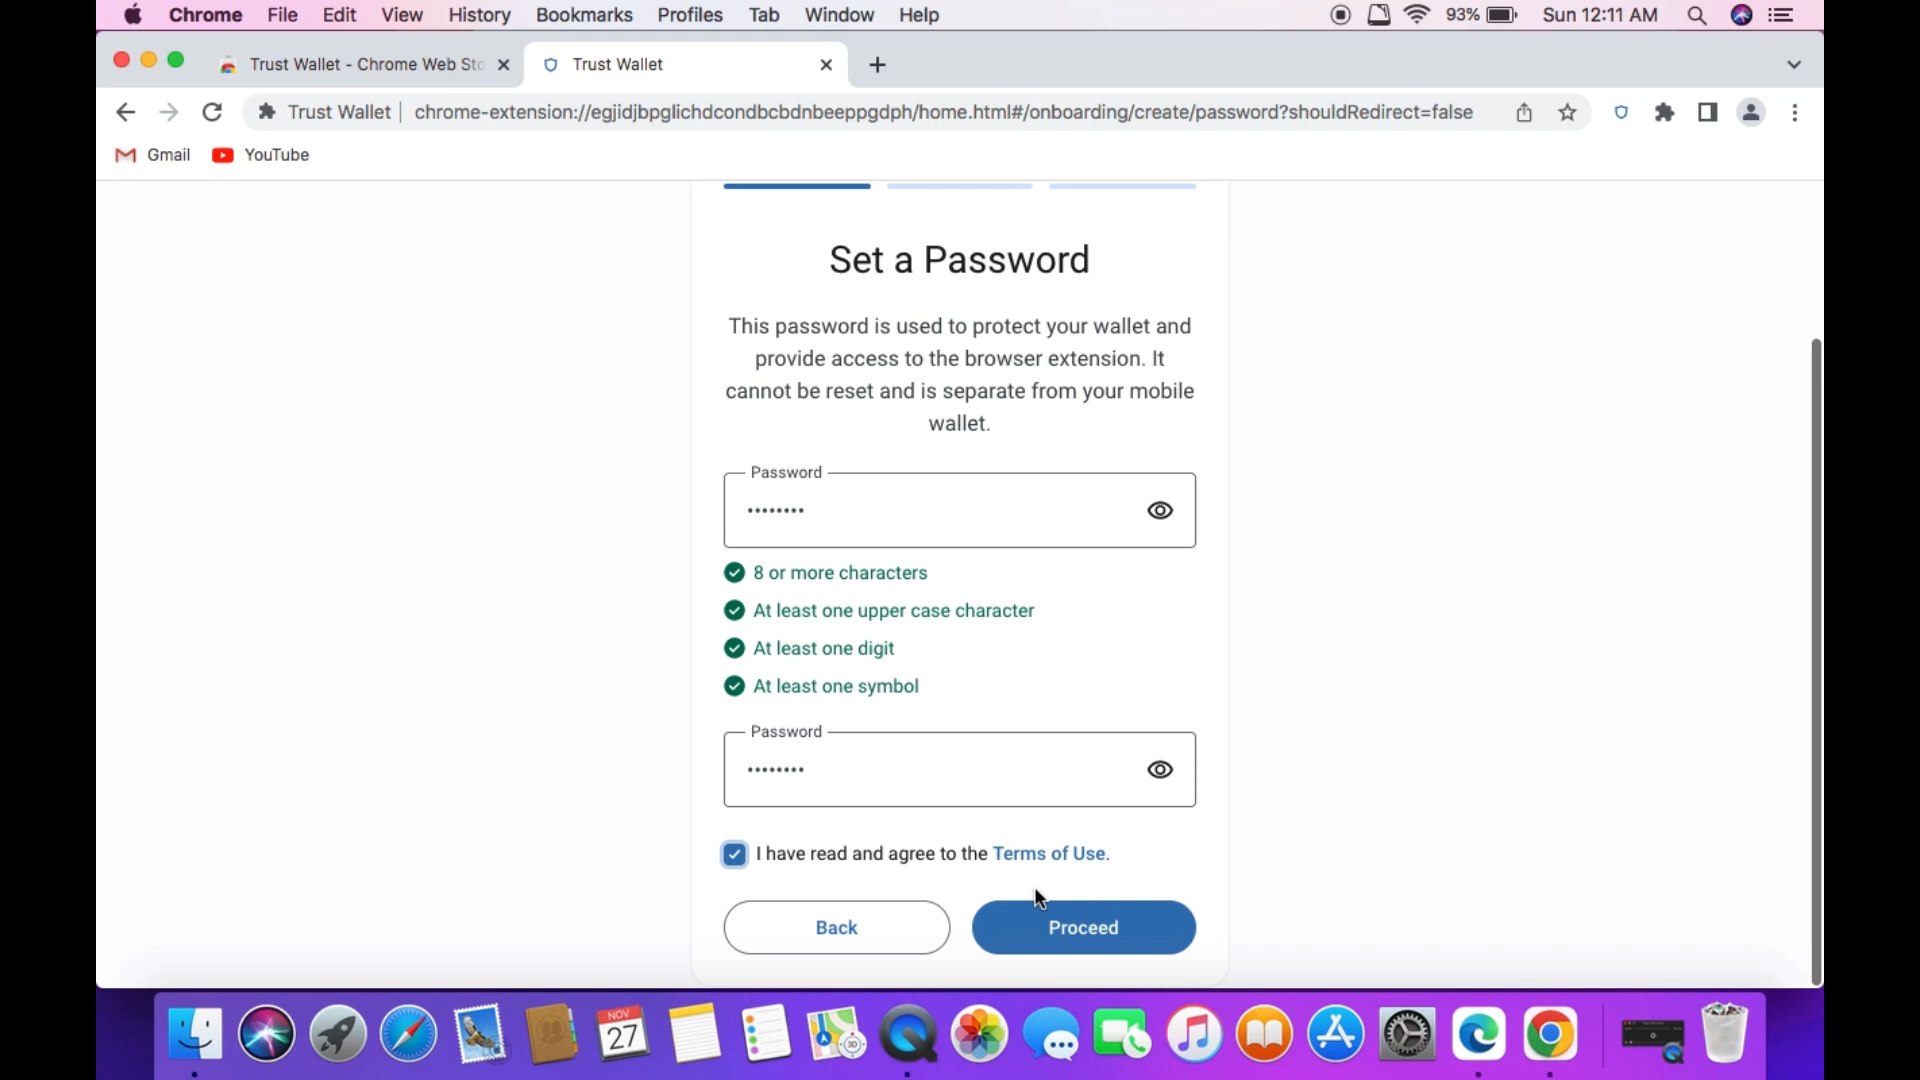 Chrome File Edit View History Bookmarks Profiles Tab Window Help 93% Sun 12:11 AM
Trust Wallet - Chrome Web Sto Trust Wallet
Trust Wallet chrome-extension://egjidjbpglichdcondbcbdnbeeppgdph/home.html#/onboarding/create/password?shouldRedirect=false
Gmail YouTube
Set a Password
This password is used to protect your wallet and
provide access to the browser extension. It
cannot be reset and is separate from your mobile
wallet.
Password
••••••••
8 or more characters
At least one upper case character
At least one digit
At least one symbol
Password
••••••••
I have read and agree to the Terms of Use.
Back Proceed
NOV
27
3D